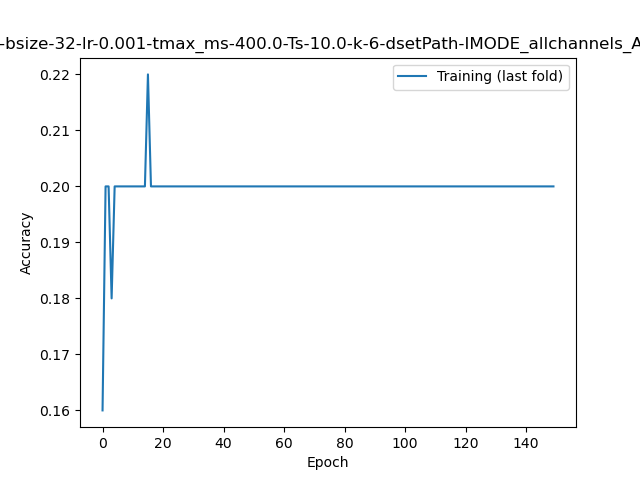 -bsize-32-lr-0.001-tmax_ms-400.0-Ts-10.0-k-6-dsetPath-IMODE_allchannels_A
Training (last fold)
0.22
0.21
0.20
0.19
0.18
0.17
0.16
Accuracy
0 20 40 60 80 100 120 140
Epoch